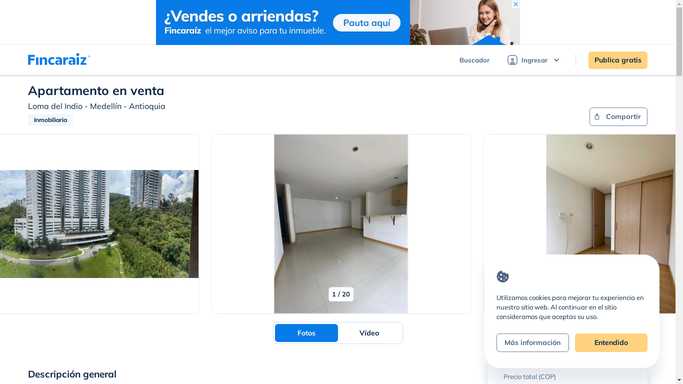 ¿Vendes o arriendas?
Fincaraíz el mejor aviso para tu inmueble.
Pauta aquí
Fincaraíz
Buscador
Ingresar
Publica gratis
Apartamento en venta
Loma del Indio - Medellín - Antioquia
Inmobiliaria
Compartir
1 / 20
Fotos
Video
Utilizamos cookies para mejorar tu experiencia en
nuestro sitio web. Al continuar en el sitio
consideramos que aceptas su uso.
Más información
Entendido
Descripción general
Precio total (COP)